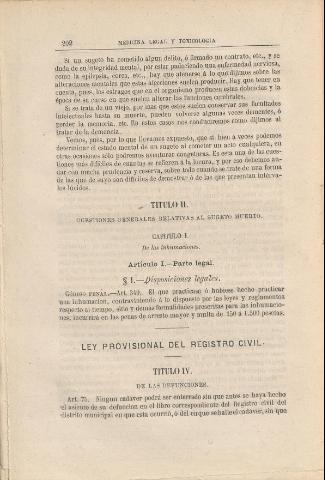 202 MEDICINA LEGAL Y TOXICOLOGÍA
Si un sugeto ha cometido algun delito, ó firmado un contrato, etc., y se
duda de su integridad mental, por estar padeciendo una enfermedad nerviosa,
como la epilepsia, corea, etc., hay que atenerse á lo que dijimos sobre las
alteraciones mentales que estas afecciones suelen producir. Hay que tener en
cuenta, pues, los estragos que en el organismo producen estas dolencias y la
época de su curso en que suelen alterar las funciones cerebrales.
Si se trata de un viejo, por mas que estos suelen conservar sus facultades
intelectuales hasta su muerte, pueden volverse algunas veces dementes, ó
perder la memoria, etc. En estos casos nos conduciremos como dijimos al
tratar de la demencia.
Vemos, pues, por lo que llevamos expuesto, que si bien á veces podemos
determinar el estado mental de un sugeto al cometer un acto cualquiera, en
otras ocasiones sólo podremos aventurar conjeturas. Es esta una de las cues-
tiones más difíciles de cuantas se refieren á la locura, y por eso debemos an-
dar con mucha prudencia y reserva, sobre todo cuando se trate de una forma
de las que de suyo son difíciles de demostrar ó de las que presentan interva-
los lúcidos.
TITULO II.
CUESTIONES GENERALES RELATIVAS AL SUGETO MUERTO.
CAPITULO I.
De las inhumaciones.
Artículo I.—Parte legal.
§ I.—Disposiciones legales.
CÓDIGO PENAL.—Art. 349. El que practicase ó hubiese hecho practicar
una inhumacion, contraviniendo á lo dispuesto por las leyes y reglamentos
respecto al tiempo, sitio y demás formalidades prescritas para las inhumacio-
nes, incurrirá en las penas de arresto mayor y multa de 150 á 1.500 pesetas.
LEY PROVISIONAL DEL REGISTRO CIVIL.
TITULO IV.
DE LAS DEFUNCIONES.
Art. 75. Ningun cadáver podrá ser enterrado sin que antes se haya hecho
el asiento de su defuncion en el libro correspondiente del Registro civil del
distrito municipal en que esta ocurrió, ó del en que se halle el cadáver, sin que